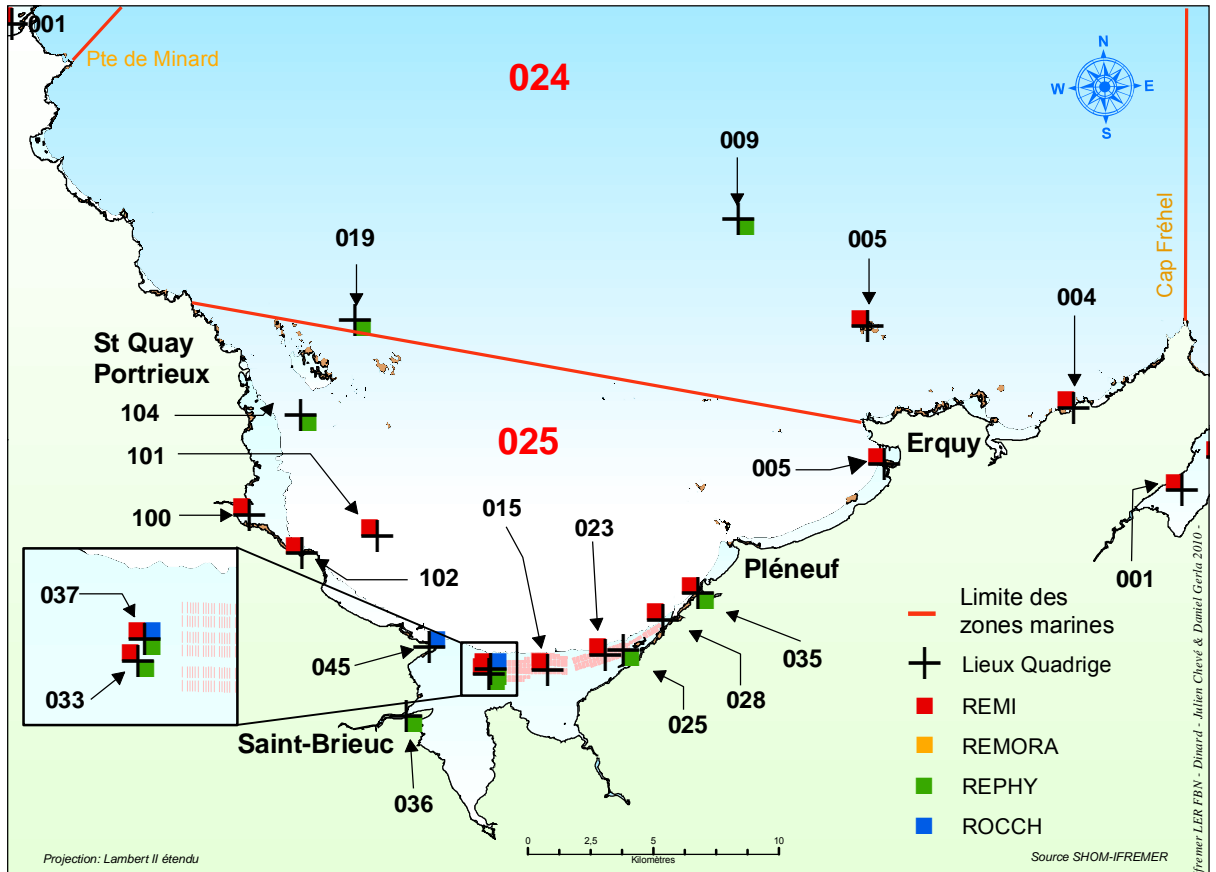 001
Pte de Minard
024
N
W
E
S
009
019
005
004
Cap Fréhel
St Quay
Portrieux
104
025
101
Erquy
005
100
015
023
102
Pléneuf
001
037
033
045
035
028
025
Saint-Brieuc
036
Limite des
zones marines
Lieux Quadrige
REMI
REMORA
REPHY
ROCCH
0
2,5
5
10
Kilomètres
Projection: Lambert II étendu
Source SHOM-IFREMER
fremer LER FBN - Dinard - Julien Chevé & Daniel Gerla 2010 -